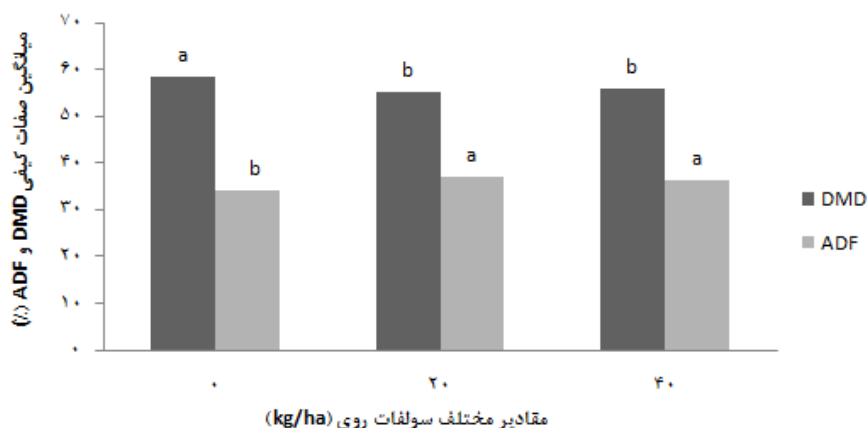 میانگین صفات کیفی DMD و ADF (٪)
۷۰
۶۰
۵۰
۴۰
۳۰
۲۰
۱۰
۰
a
b
b
a
b
a
DMD
ADF
۰
۲۰
۴۰
مقادیر مختلف سولفات روی (kg/ha)